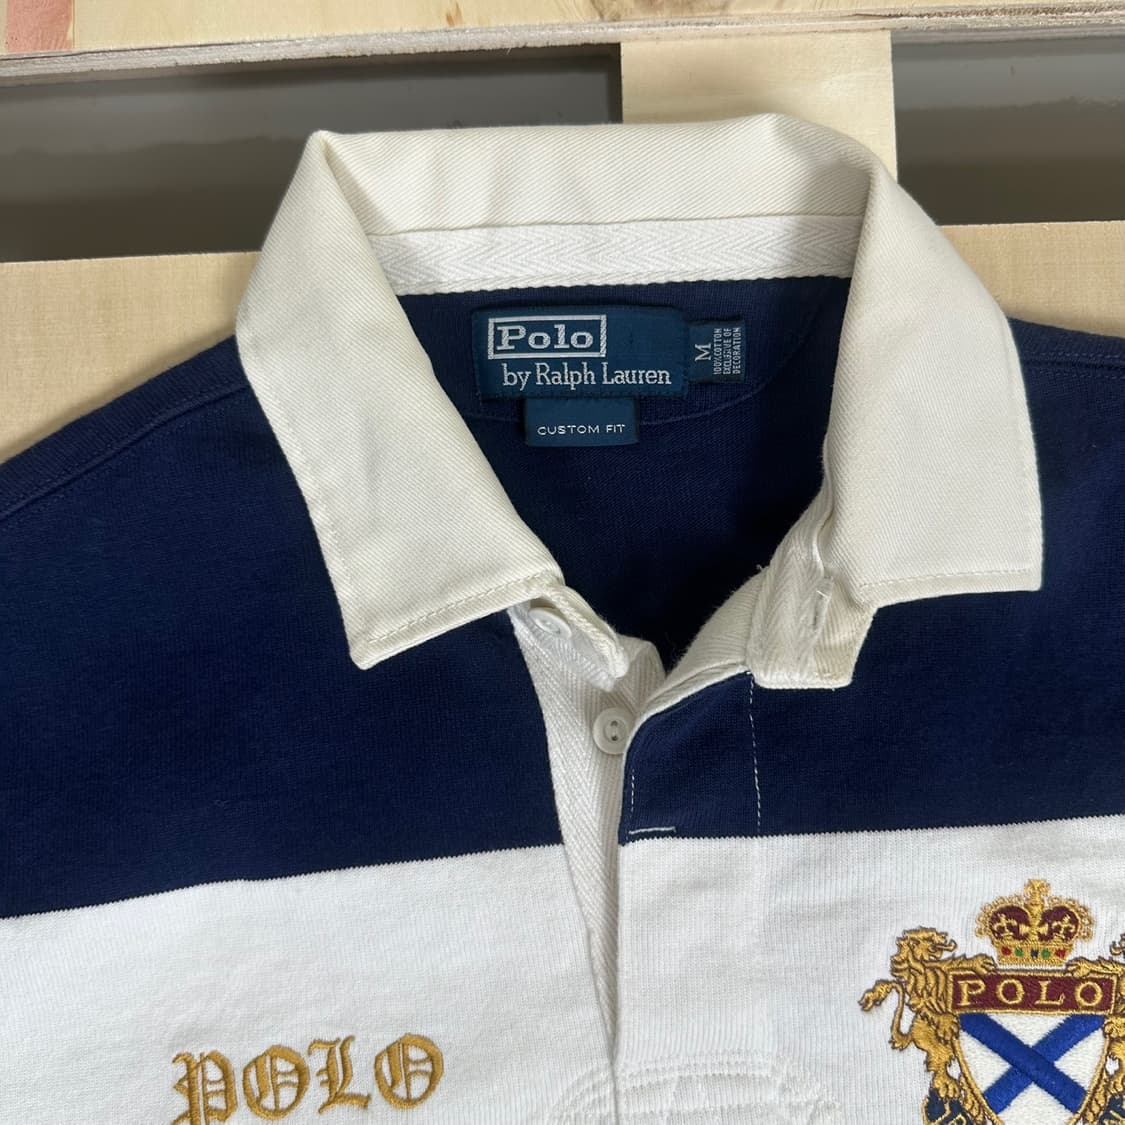 Polo
by Ralph Lauren
M
100% COTTON
EXCLUSIVE OF
DECORATION
CUSTOM FIT
POLO
POLO